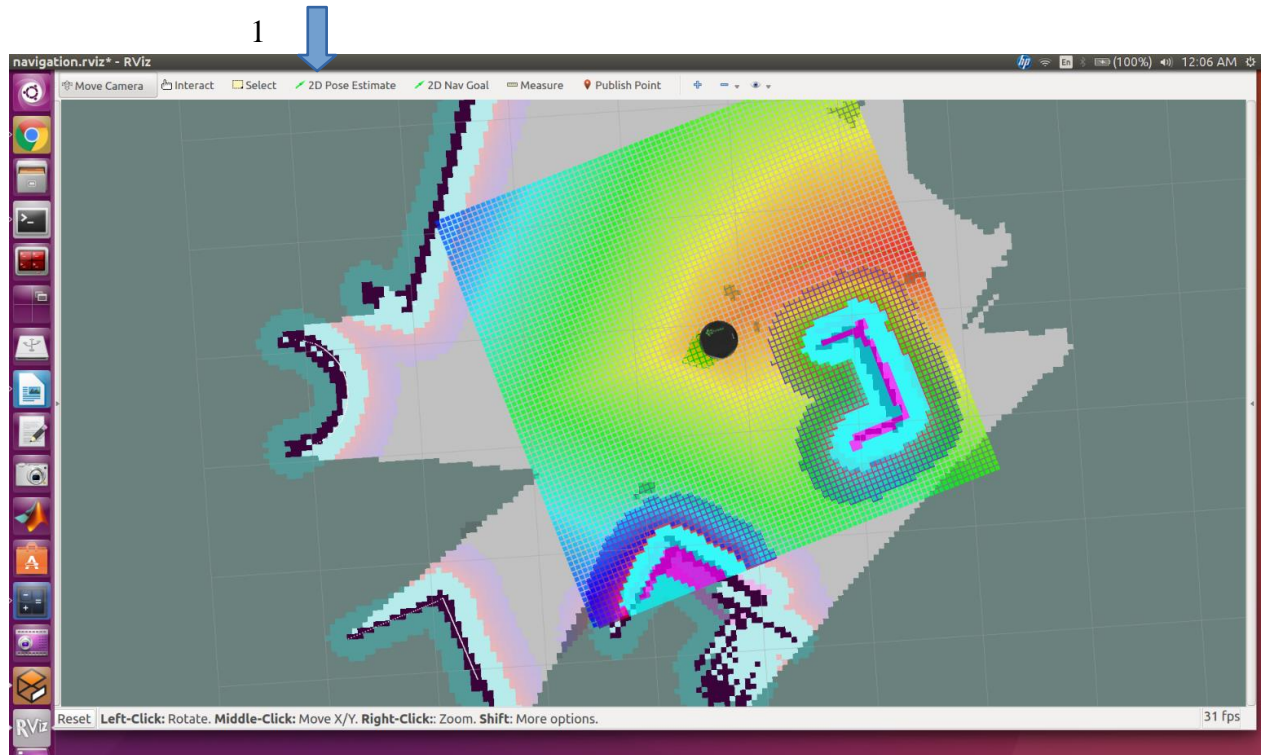 1
navigation.rviz* - RViz En (100%) 12:06 AM
Move Camera Interact Select 2D Pose Estimate 2D Nav Goal Measure Publish Point
Reset Left-Click: Rotate. Middle-Click: Move X/Y. Right-Click:: Zoom. Shift: More options. 31 fps
RViz